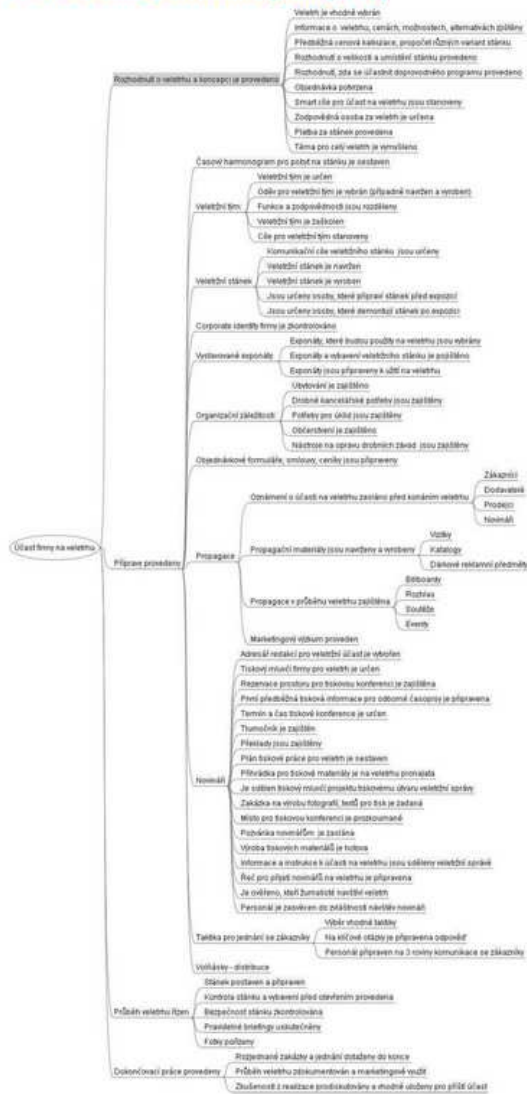 Účast firmy na veletrhu
Rozhodnutí o veletrhu a koncepci je provedeno
Veletrh je vhodně vybrán
Informace o veletrhu, cenách, možnostech, alternativách zjištěny
Předběžná cenová kalkulace, propočet různých variant stánku
Rozhodnutí o velikosti a umístění stánku provedeno
Rozhodnutí, zda se účastnit doprovodného programu provedeno
Objednávka potvrzena
Smart cíle pro účast na veletrhu jsou stanoveny
Zodpovědná osoba za veletrh je určena
Platba za stánek provedena
Téma pro celý veletrh je vymyšleno
Příprave provedeny
Časový harmonogram pro pobyt na stánku je sestaven
Veletržní tým
Veletržní tým je určen
Oděv pro veletržní tým je vybrán (případně navržen a vyroben)
Funkce a zodpovědnosti jsou rozděleny
Veletržní tým je zaškolen
Cíle pro veletržní tým stanoveny
Veletržní stánek
Komunikační cíle veletržního stánku jsou určeny
Veletržní stánek je navržen
Veletržní stánek je vyroben
Jsou určeny osoby, které připraví stánek před expozicí
Jsou určeny osoby, které demontují stánek po expozici
Corporate identity firmy je zkontrolováno
Vystavované exponáty
Exponáty, které budou použity na veletrhu jsou vybrány
Exponáty a vybavení veletržního stánku je pojištěno
Exponáty jsou připraveny k užití na veletrhu
Organizační záležitosti
Ubytování je zajištěno
Drobné kancelářské potřeby jsou zajištěny
Potřeby pro úklid jsou zajištěny
Občerstvení je zajištěno
Nástroje na opravu drobných závad jsou zajištěny
Objednávkové formuláře, smlouvy, ceníky jsou připraveny
Propagace
Oznámení o účasti na veletrhu zasláno před konáním veletrhu
Zákazníci
Dodavatelé
Prodejci
Novináři
Propagační materiály jsou navrženy a vyrobeny
Vizitky
Katalogy
Dárkové reklamní předměty
Propagace v průběhu veletrhu zajištěna
Billboardy
Rozhlas
Soutěže
Eventy
Marketingový výzkum proveden
Novináři
Adresář redakcí pro veletržní účast je vytvořen
Tiskový mluvčí firmy pro veletrh je určen
Rezervace prostoru pro tiskovou konferenci je zajištěna
První předběžná tisková informace pro odborné časopisy je připravena
Termín a čas tiskové konference je určen
Tlumočník je zajištěn
Překlady jsou zajištěny
Plán tiskové práce pro veletrh je sestaven
Přihrádka pro tiskové materiály je na veletrhu pronajata
Je sdělen tiskový mluvčí projektu tiskovému útvaru veletržní správy
Zakázka na výrobu fotografií, textů pro tisk je zadaná
Místo pro tiskovou konferenci je prozkoumané
Pozvánka novinářům je zaslána
Výroba tiskových materiálů je hotova
Informace a instrukce k účasti na veletrhu jsou sděleny veletržní správě
Řeč pro přijetí novinářů na veletrhu je připravena
Je ověřeno, kteří žurnalisté navštíví veletrh
Personál je zasvěcen do zvláštností návštěv novinářů
Taktika pro jednání se zákazníky
Výběr vhodné taktiky
Na klíčové otázky je připravena odpověď
Personál připraven na 3 roviny komunikace se zákazníky
Volňásky - distribuce
Průběh veletrhu řízen
Stánek postaven a připraven
Kontrola stánku a vybavení před otevřením provedena
Bezpečnost stánku zkontrolována
Pravidelné briefingy uskutečněny
Fotky pořízeny
Dokončovací práce provedeny
Rozjednané zakázky a jednání dotaženy do konce
Průběh veletrhu zdokumentován a marketingově využit
Zkušenosti z realizace prodiskutovány a vhodně uloženy pro příští účast